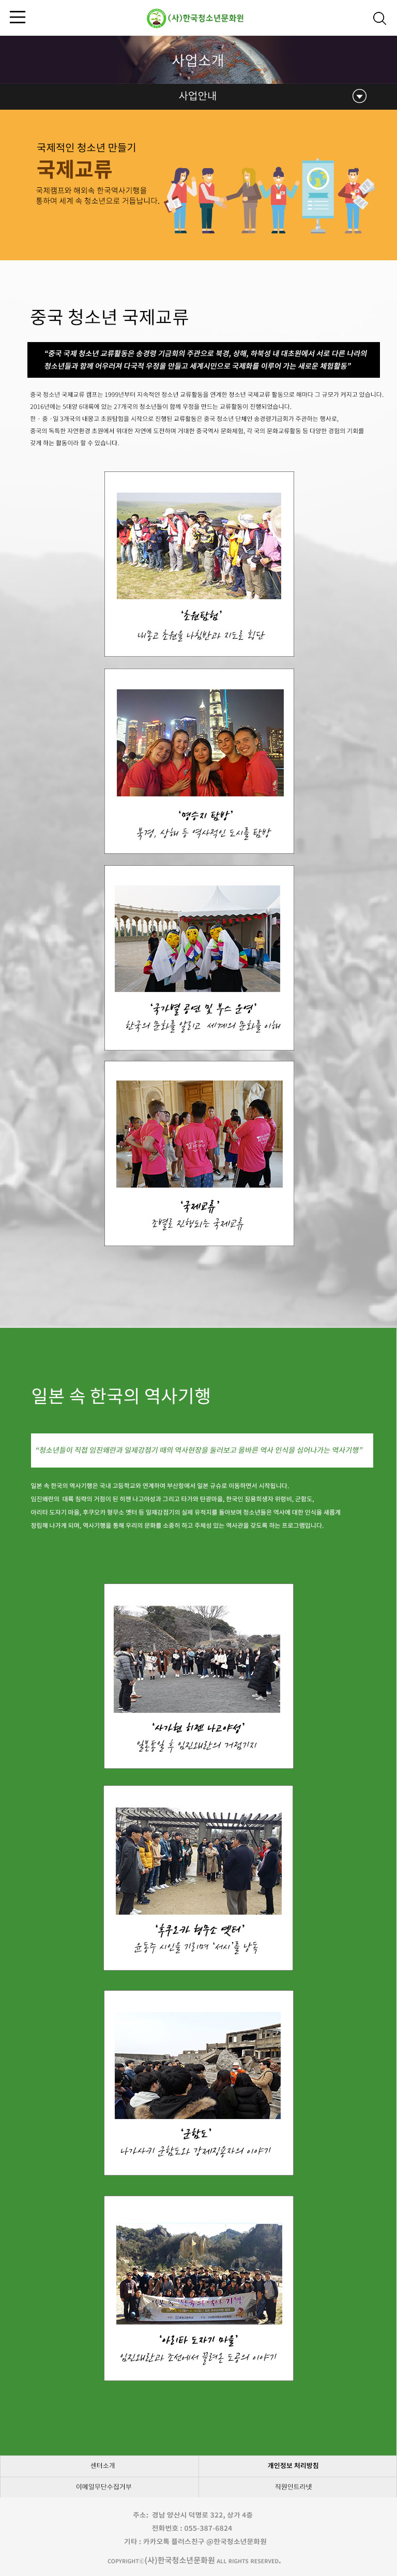 (사)한국청소년문화원
사업소개
사업안내
국제적인 청소년 만들기
국제교류
국제캠프와 해외속 한국역사기행을
통하여 세계 속 청소년으로 거듭납니다.
중국 청소년 국제교류
“중국 국제 청소년 교류활동은 송경령 기금회의 주관으로 북경, 상해, 하북성 내 대초원에서 서로 다른 나라의
청소년들과 함께 어우러져 다국적 우정을 만들고 세계시민으로 국제화를 이루어 가는 새로운 체험활동”
중국 청소년 국제교류 캠프는 1999년부터 지속적인 청소년 교류활동을 연계한 청소년 국제교류 활동으로 해마다 그 규모가 커지고 있습니다.
2016년에는 5대양 6대륙에 있는 27개국의 청소년들이 함께 우정을 만드는 교류활동이 진행되었습니다.
한 · 중 · 일 3개국의 내몽고 초원탐험을 시작으로 진행된 교류활동은 중국 청소년 단체인 송경령기금회가 주관하는 행사로,
중국의 독특한 자연환경 초원에서 위대한 자연에 도전하며 거대한 중국역사 문화체험, 각 국의 문화교류활동 등 다양한 경험의 기회를
갖게 하는 활동이라 할 수 있습니다.
‘초원탐험’
내몽고 초원을 나침반과 지도로 횡단
‘명승지 탐방’
북경, 상해 등 역사적인 도시를 탐방
‘국가별 공연 및 부스 운영’
한국의 문화를 알리고 세계의 문화를 이해
‘국제교류’
조별로 진행되는 국제교류
일본 속 한국의 역사기행
“청소년들이 직접 임진왜란과 일제강점기 때의 역사현장을 둘러보고 올바른 역사 인식을 심어나가는 역사기행”
일본 속 한국의 역사기행은 국내 고등학교와 연계하여 부산항에서 일본 규슈로 이동하면서 시작됩니다.
임진왜란의 대륙 침략의 거점이 된 히젠 나고야성과 그리고 타가와 탄광마을, 한국인 징용희생자 위령비, 군함도,
아리타 도자기 마을, 후쿠오카 형무소 옛터 등 일제강점기의 실제 유적지를 돌아보며 청소년들은 역사에 대한 인식을 새롭게
정립해 나가게 되며, 역사기행을 통해 우리의 문화를 소중히 하고 주체성 있는 역사관을 갖도록 하는 프로그램입니다.
‘사가현 히젠 나고야성’
일본통일 후 임진왜란의 거점기지
‘후쿠오카 형무소 옛터’
윤동주 시인을 기리며 ‘서시’를 낭독
‘군함도’
나가사키 군함도와 강제징용자의 이야기
‘아리타 도자기 마을’
임진왜란과 조선에서 끌려온 도공의 이야기
센터소개
개인정보 처리방침
이메일무단수집거부
직원인트라넷
주소: 경남 양산시 덕명로 322, 상가 4층
전화번호 : 055-387-6824
기타 : 카카오톡 플러스친구 @한국청소년문화원
COPYRIGHTⓒ(사)한국청소년문화원 ALL RIGHTS RESERVED.